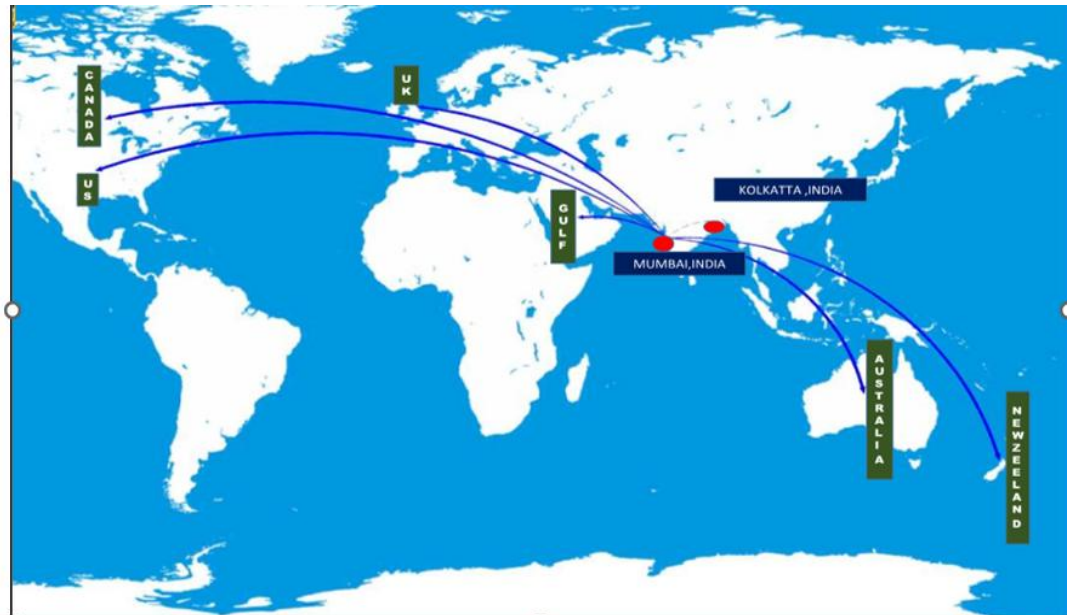 CANADA
UK
US
GULF
KOLKATTA ,INDIA
MUMBAI,INDIA
AUSTRALIA
NEWZEELAND